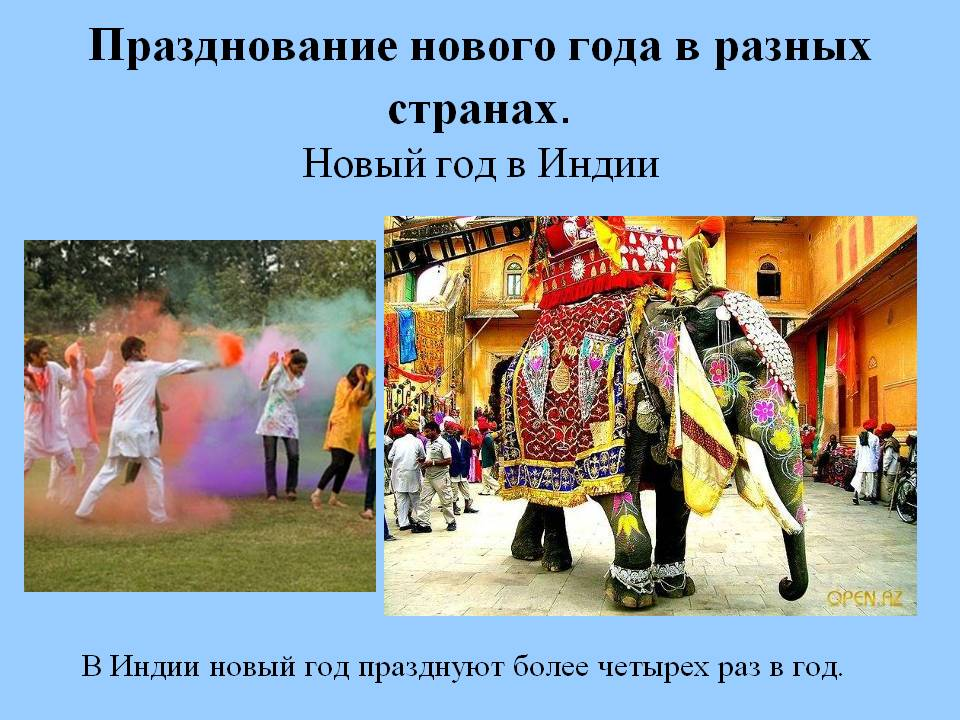 Празднование нового года в разных
странах.
Новый год в Индии
OPEN.AZ
В Индии новый год празднуют более четырех раз в год.